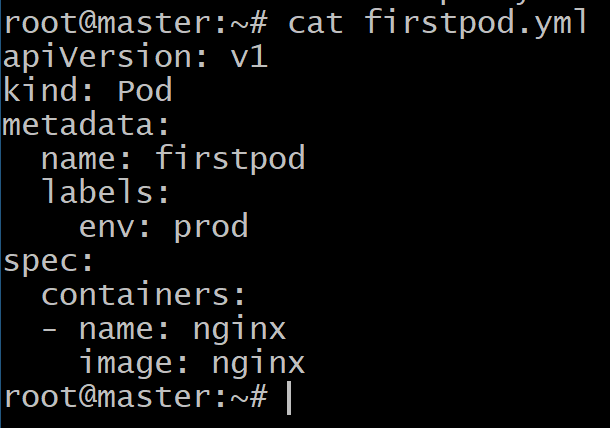 root@master:~# cat firstpod.yml
apiVersion: v1
kind: Pod
metadata:
  name: firstpod
  labels:
    env: prod
spec:
  containers:
  - name: nginx
    image: nginx
root@master:~#